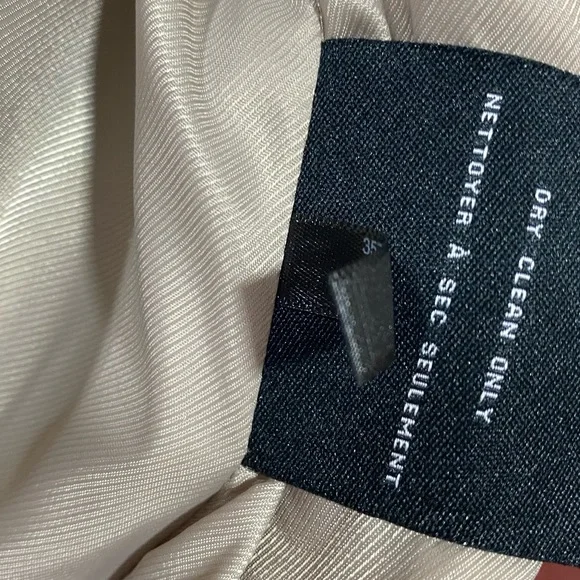 DRY CLEAN ONLY
NETTOYER À SEC SEULEMENT